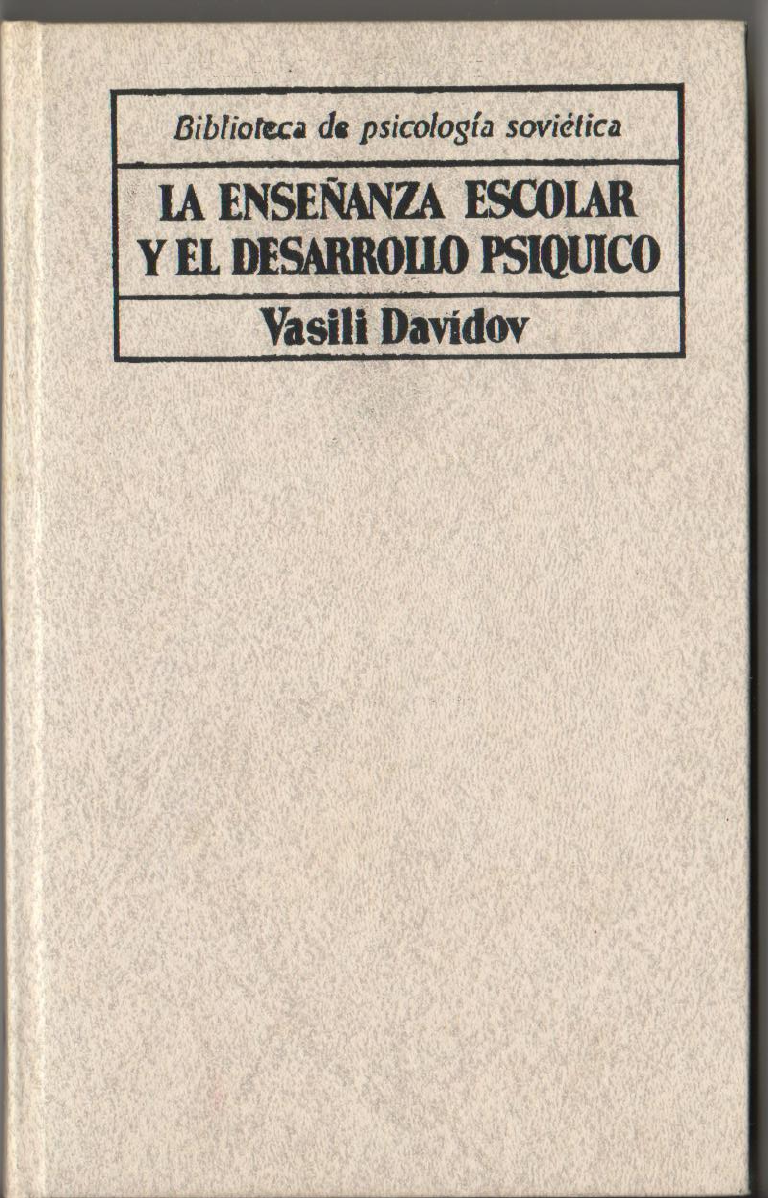 Biblioteca de psicología soviética
LA ENSEÑANZA ESCOLAR
Y EL DESARROLLO PSIQUICO
Vasili Davídov